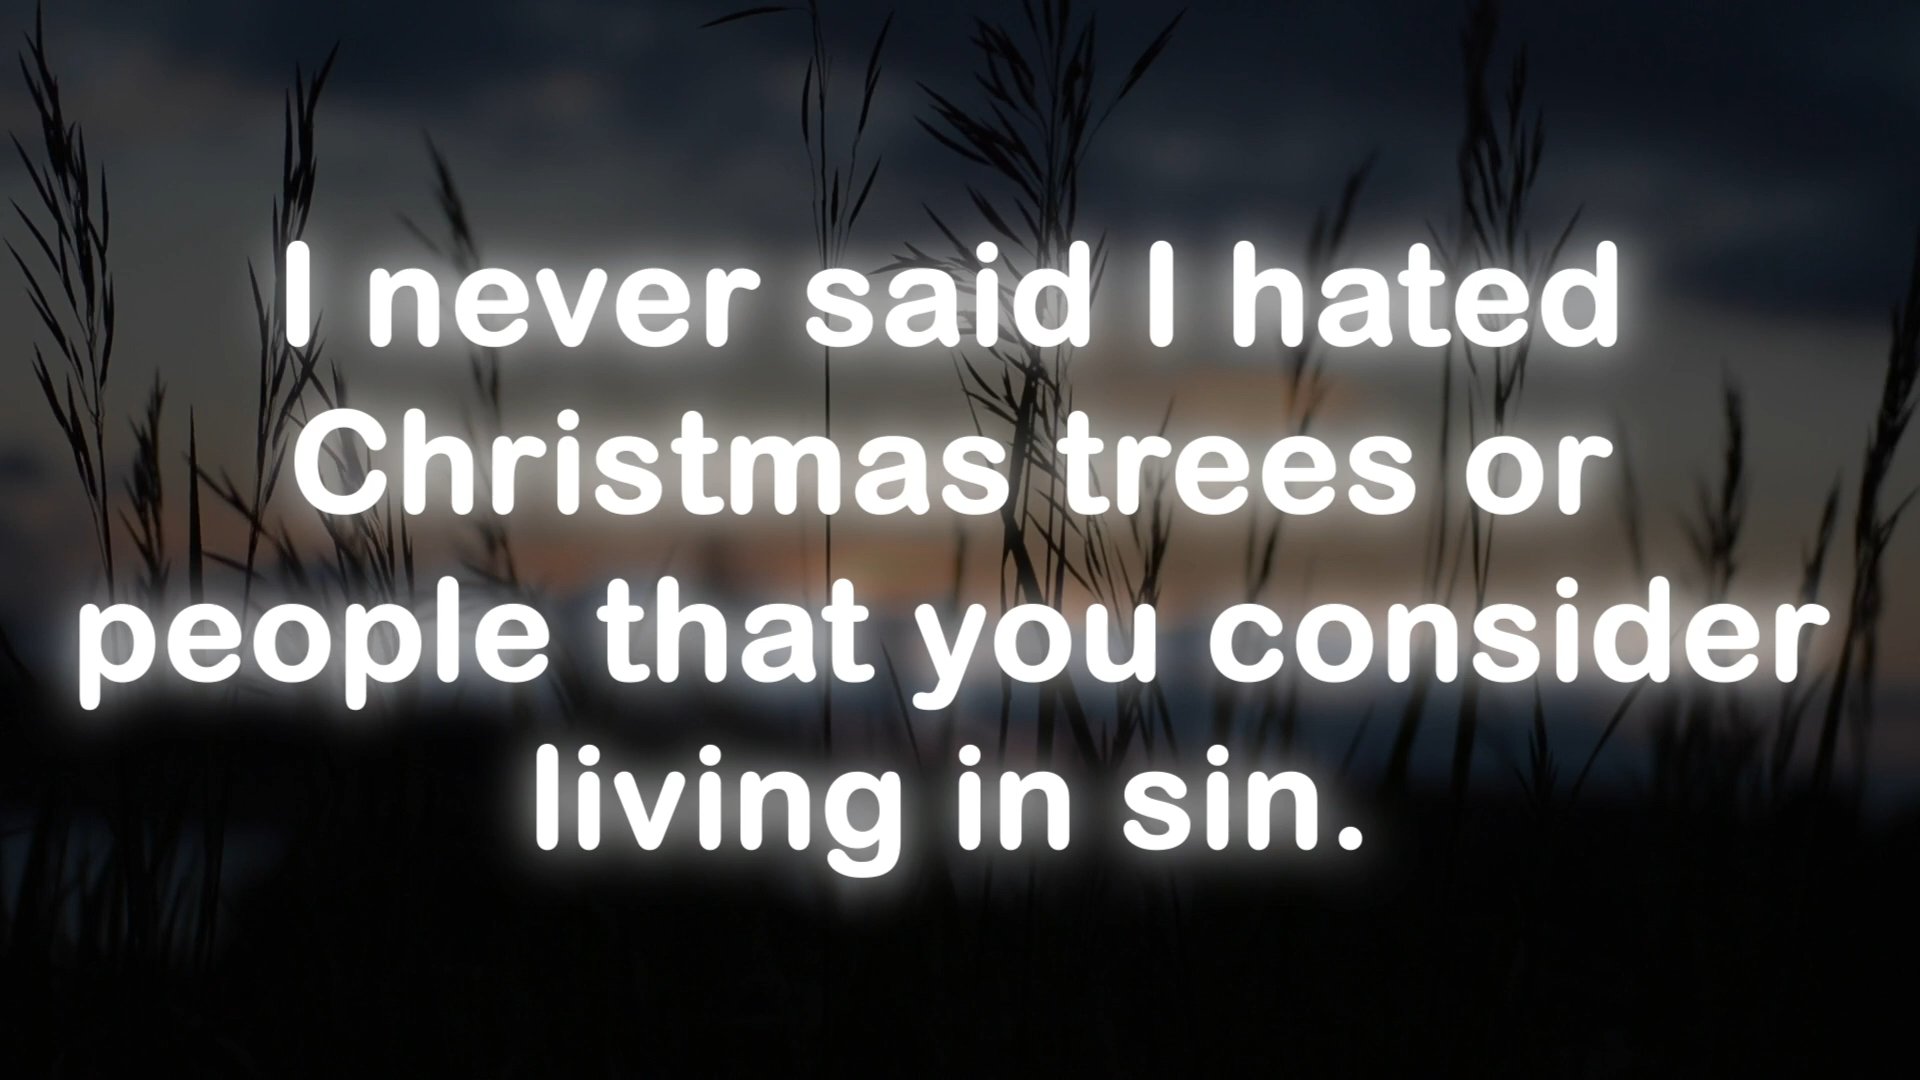 I never said I hated
Christmas trees or
people that you consider
living in sin.